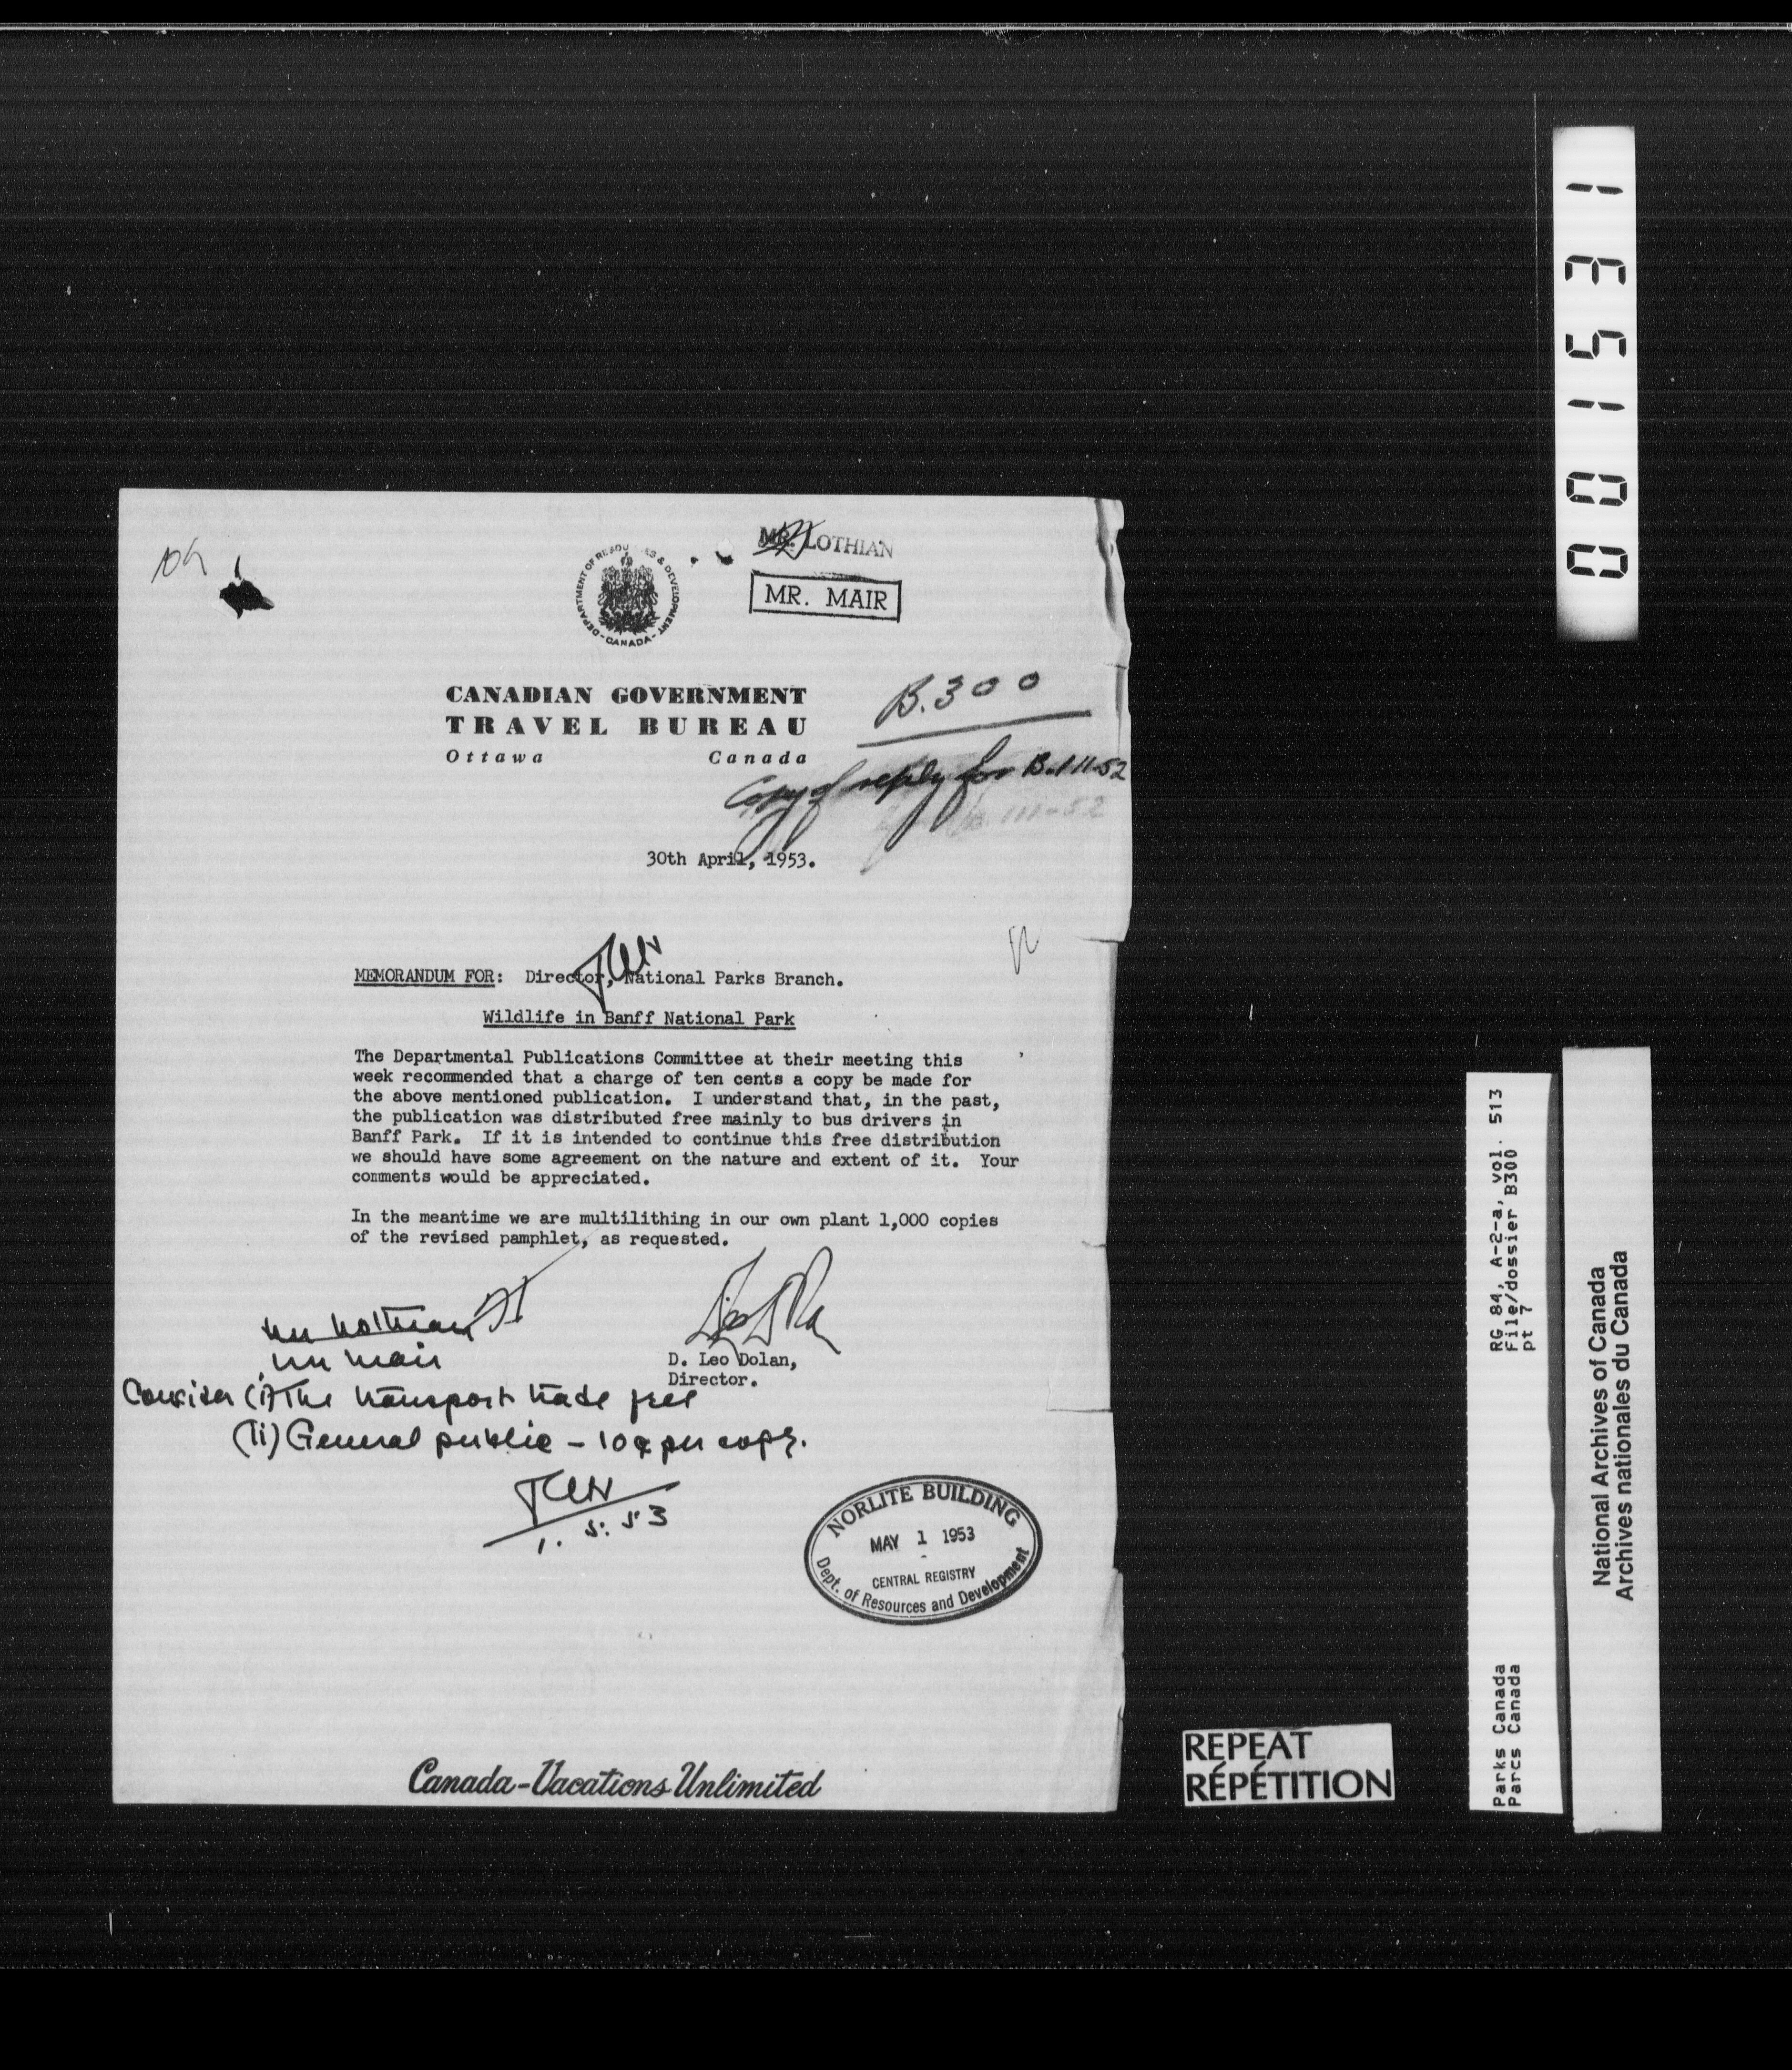 MR. LOTHIAN
DEPARTMENT OF RESOURCES & DEVELOPMENT
-CANADA-
MR. MAIR
CANADIAN GOVERNMENT
TRAVEL BUREAU
Ottawa Canada
B.300
Copy of reply for B.111-52
B. 111-52
30th April, 1953.
MEMORANDUM FOR: Director, National Parks Branch.
Wildlife in Banff National Park
The Departmental Publications Committee at their meeting this
week recommended that a charge of ten cents a copy be made for
the above mentioned publication. I understand that, in the past,
the publication was distributed free mainly to bus drivers in
Banff Park. If it is intended to continue this free distribution
we should have some agreement on the nature and extent of it. Your
comments would be appreciated.
In the meantime we are multilithing in our own plant 1,000 copies
of the revised pamphlet, as requested.
D. Leo Dolan,
Director.
Mr Mair
Consider (i) The transport trade free
(ii) General public - 10¢ per copy.
1. 5. 53
NORLITE BUILDING
MAY 1 1953
CENTRAL REGISTRY
Dept. of Resources and Development
Canada-Vacations Unlimited
REPEAT
RÉPÉTITION
001531
RG 84, A-2-a, vol. 513
File/dossier B300
pt 7
Parks Canada
Parcs Canada
National Archives of Canada
Archives nationales du Canada